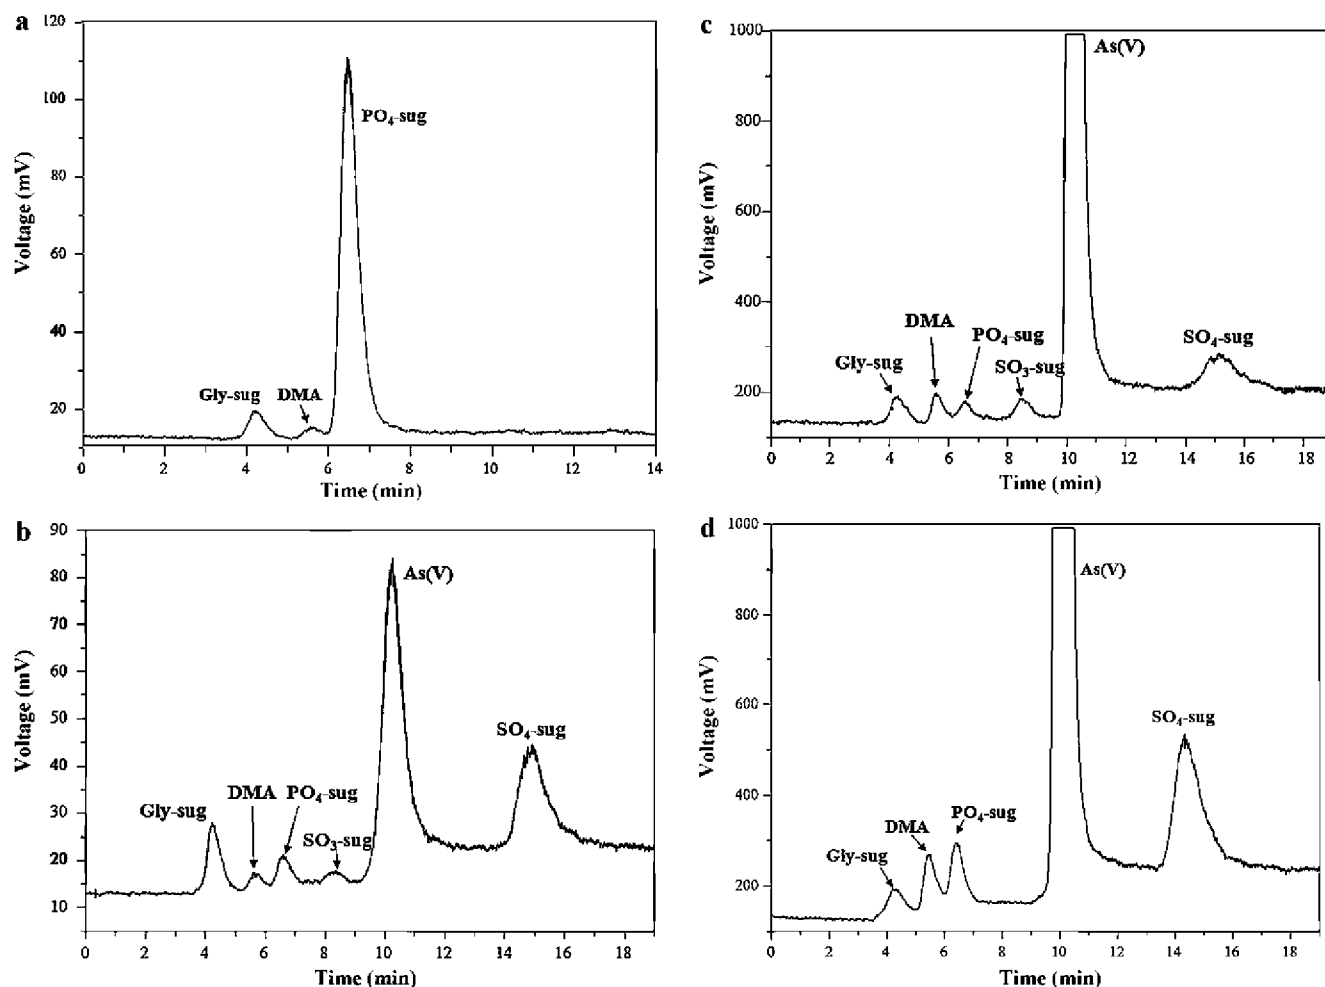 a
120
100
80
60
40
20
Voltage (mV)
PO4-sug
Gly-sug
DMA
0 2 4 6 8 10 12 14
Time (min)
c
1000
800
600
400
200
Voltage (mV)
As(V)
DMA
PO4-sug
Gly-sug
SO3-sug
SO4-sug
0 2 4 6 8 10 12 14 16 18
Time (min)
b
90
80
70
60
50
40
30
20
10
Voltage (mV)
As(V)
SO4-sug
Gly-sug
DMA
PO4-sug
SO3-sug
0 2 4 6 8 10 12 14 16 18
Time (min)
d
1000
800
600
400
200
Voltage (mV)
As(V)
SO4-sug
PO4-sug
DMA
Gly-sug
0 2 4 6 8 10 12 14 16 18
Time (min)